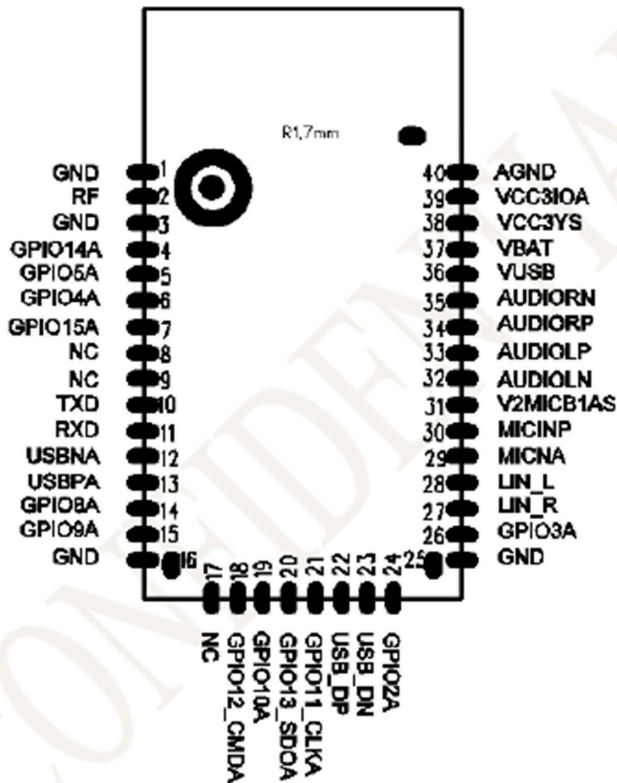 R1,7mm
GND 1
RF 2
GND 3
GPIO14A 4
GPIO5A 5
GPIO4A 6
GPIO15A 7
NC 8
NC 9
TXD 10
RXD 11
USBNA 12
USBPA 13
GPIO8A 14
GPIO9A 15
GND 16
40 AGND
39 VCC3IOA
38 VCC3YS
37 VBAT
36 VUSB
35 AUDIORN
34 AUDIORP
33 AUDIOLP
32 AUDIOLN
31 V2MICB1AS
30 MICINP
29 MICNA
28 LIN_L
27 LIN_R
26 GPIO3A
25 GND
17 NC
18 GPIO12_CMDA
19 GPIO10A
20 GPIO13_SDOA
21 GPIO11_CLKA
22 USB_DP
23 USB_DN
24 GPIO2A